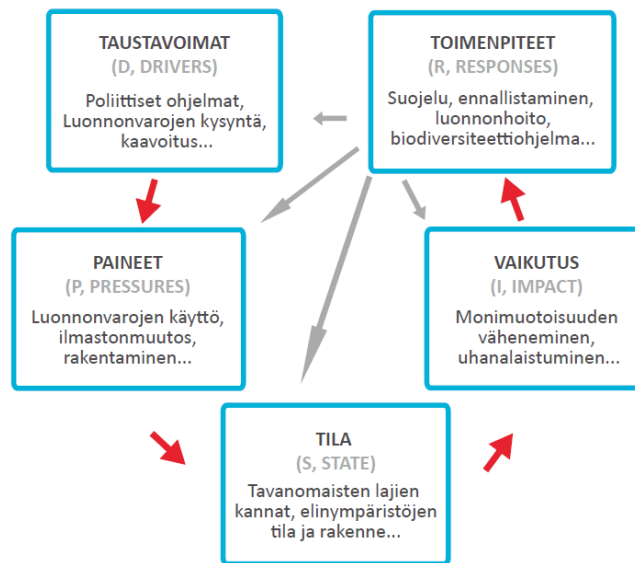 TAUSTAVOIMAT
(D, DRIVERS)
Poliittiset ohjelmat,
Luonnonvarojen kysyntä,
kaavoitus...
TOIMENPITEET
(R, RESPONSES)
Suojelu, ennallistaminen,
luonnonhoito,
biodiversiteettiohjelma...
PAINEET
(P, PRESSURES)
Luonnonvarojen käyttö,
ilmastonmuutos,
rakentaminen...
VAIKUTUS
(I, IMPACT)
Monimuotoisuuden
väheneminen,
uhanalaistuminen...
TILA
(S, STATE)
Tavanomaisten lajien
kannat, elinympäristöjen
tila ja rakenne...